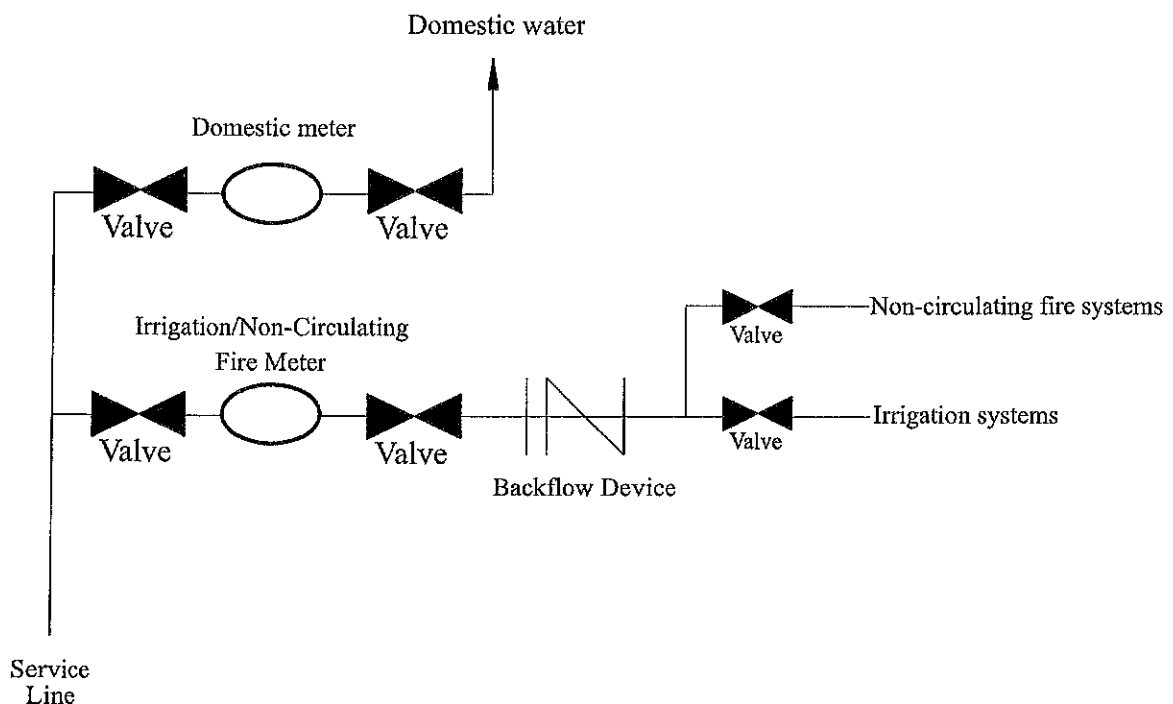 Domestic water
Domestic meter
Valve
Valve
Irrigation/Non-Circulating
Fire Meter
Valve
Valve
Backflow Device
Valve
Non-circulating fire systems
Valve
Irrigation systems
Service
Line